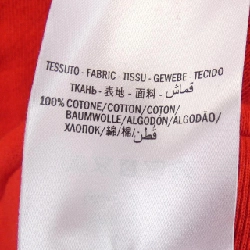 TESSUTO - FABRIC TISSU - GEWEBE TECIDO
ТКАНЬ - 表地 - 面料 - قماش
100% COTONE/COTTON/COTON/
BAUMWOLLE/ALGODÓN/ALGODÃO/
ХЛОПОК/綿/棉/قطن